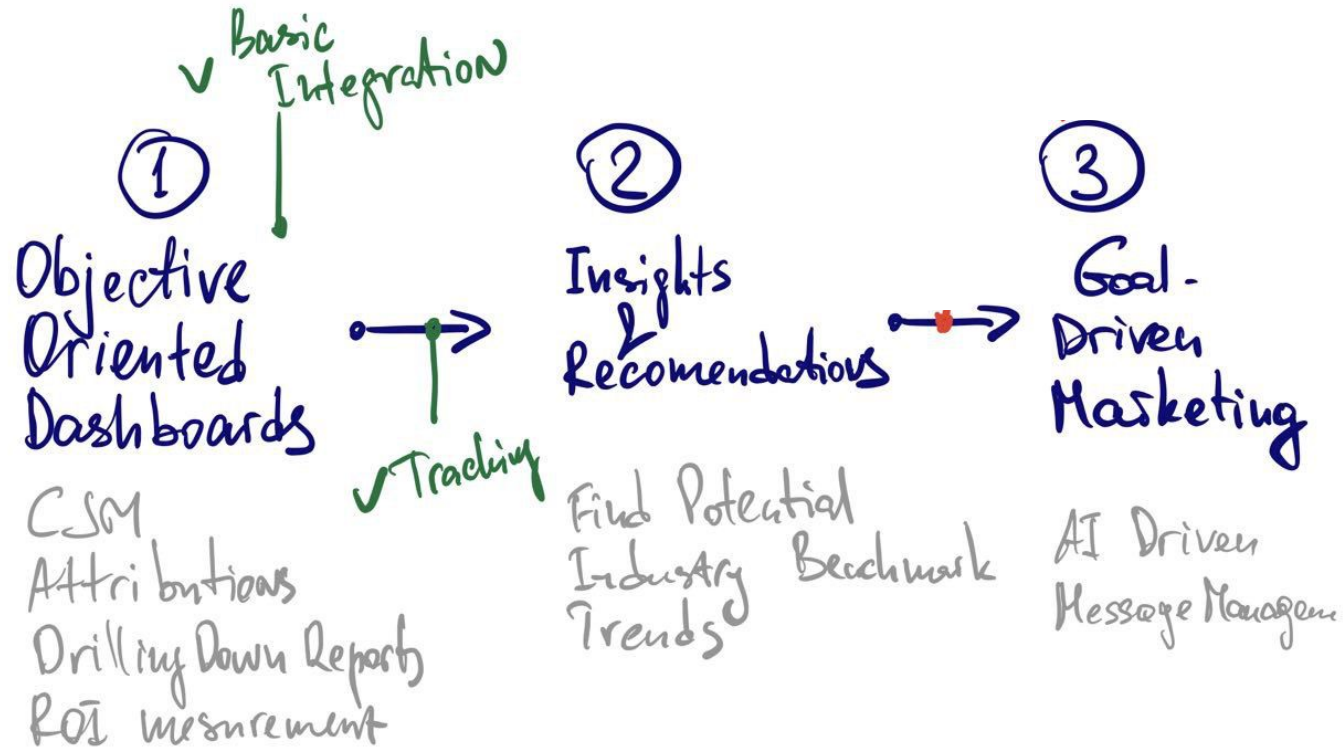 ✓ Basic
Integration
1
Objective
Oriented
Dashboards
CSM
Attributions
Drilling Down Reports
ROI mesurement
✓ Tracking
2
Insights
&
Recomendations
Find Potential
Industry Benchmark
Trends
3
Goal-
Driven
Marketing
AI Driven
Message Managem